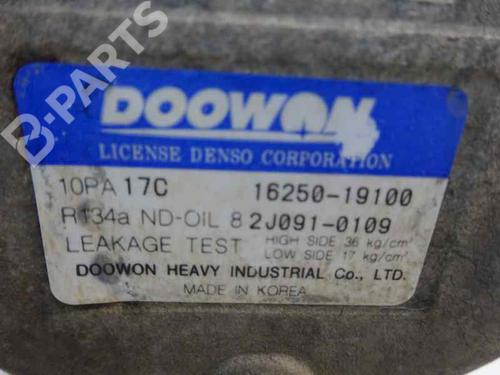 DOOWON
LICENSE DENSO CORPORATION
10PA 17C 16250-19100
R134a ND-OIL 8 2J091-0109
LEAKAGE TEST HIGH SIDE 36 kg/cm²
LOW SIDE 17 kg/cm²
DOOWON HEAVY INDUSTRIAL Co., LTD.
MADE IN KOREA
B-PARTS